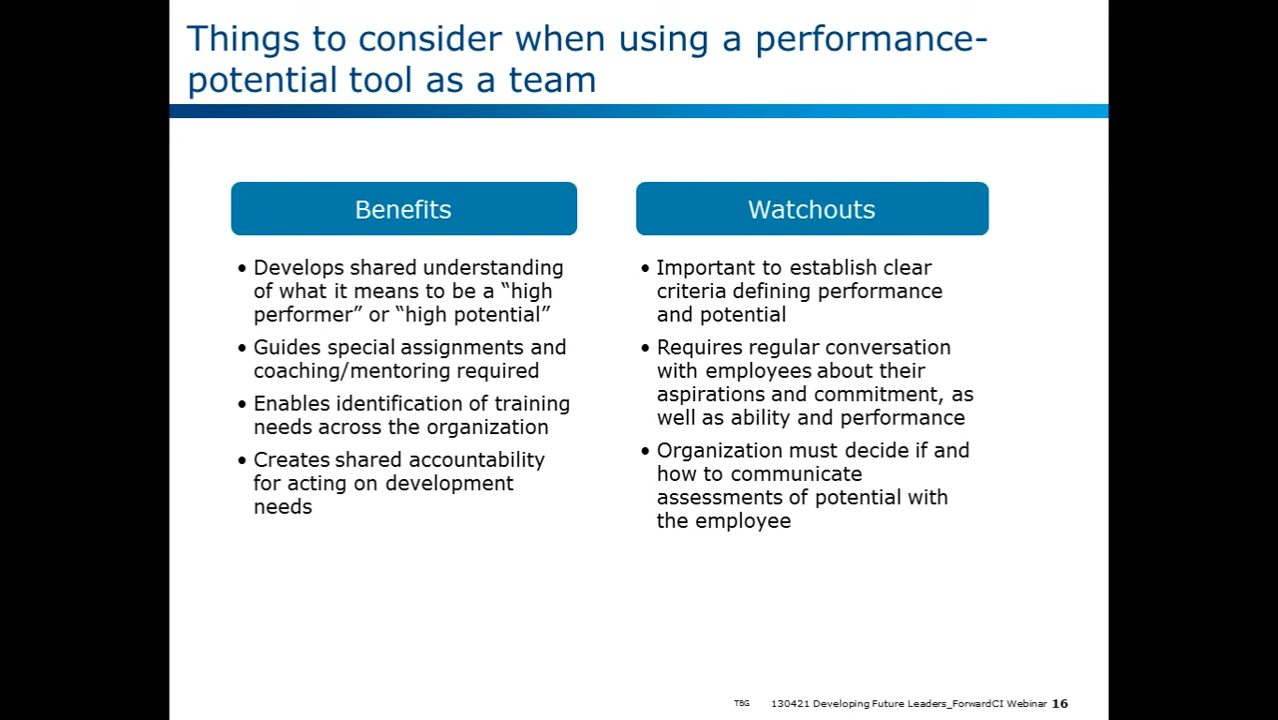 Things to consider when using a performance-
potential tool as a team
Benefits
• Develops shared understanding
of what it means to be a “high
performer” or “high potential”
• Guides special assignments and
coaching/mentoring required
• Enables identification of training
needs across the organization
• Creates shared accountability
for acting on development
needs
Watchouts
• Important to establish clear
criteria defining performance
and potential
• Requires regular conversation
with employees about their
aspirations and commitment, as
well as ability and performance
• Organization must decide if and
how to communicate
assessments of potential with
the employee
TBG 130421 Developing Future Leaders_ForwardCI Webinar 16